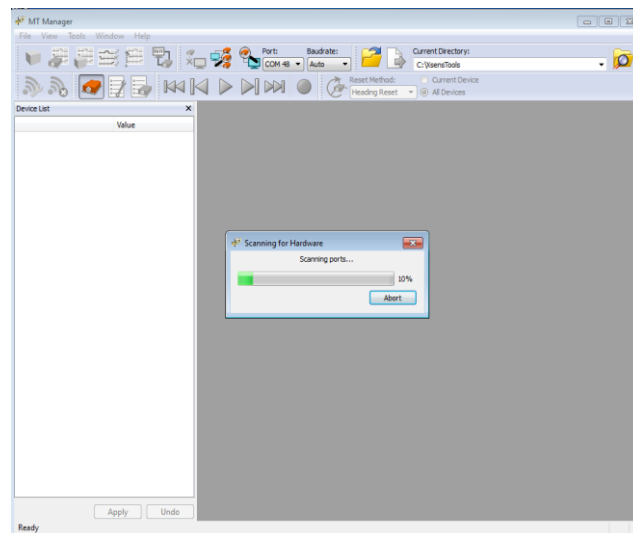 MT Manager
File View Tools Window Help
Port: Baudrate: Current Directory:
COM 48 Auto C:\XsensTools
Reset Method: Current Device
Heading Reset All Devices
Device List
Value
Scanning for Hardware
Scanning ports...
10%
Abort
Apply Undo
Ready